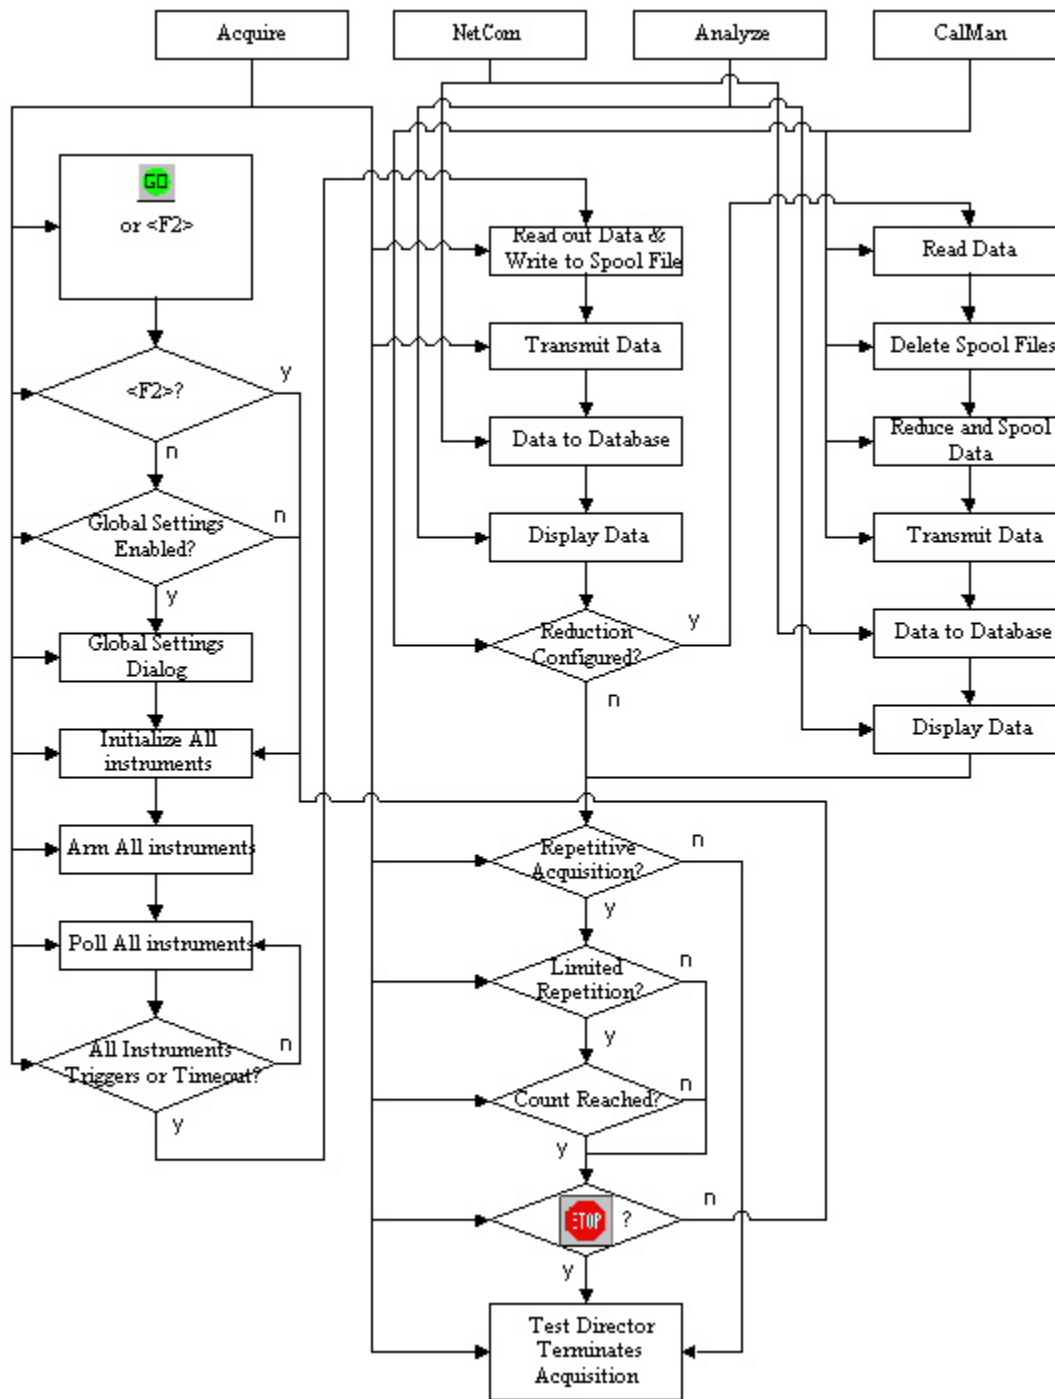 Acquire
NetCom
Analyze
CalMan
GO
or <F2>
<F2>?
y
n
Global Settings
Enabled?
n
y
Global Settings
Dialog
Initialize All
instruments
Arm All instruments
Poll All instruments
All Instruments
Triggers or Timeout?
n
y
Read out Data &
Write to Spool File
Transmit Data
Data to Database
Display Data
Reduction
Configured?
y
n
Read Data
Delete Spool Files
Reduce and Spool
Data
Transmit Data
Data to Database
Display Data
Repetitive
Acquisition?
n
y
Limited
Repetition?
n
y
Count Reached?
n
y
STOP ?
n
y
Test Director
Terminates
Acquisition